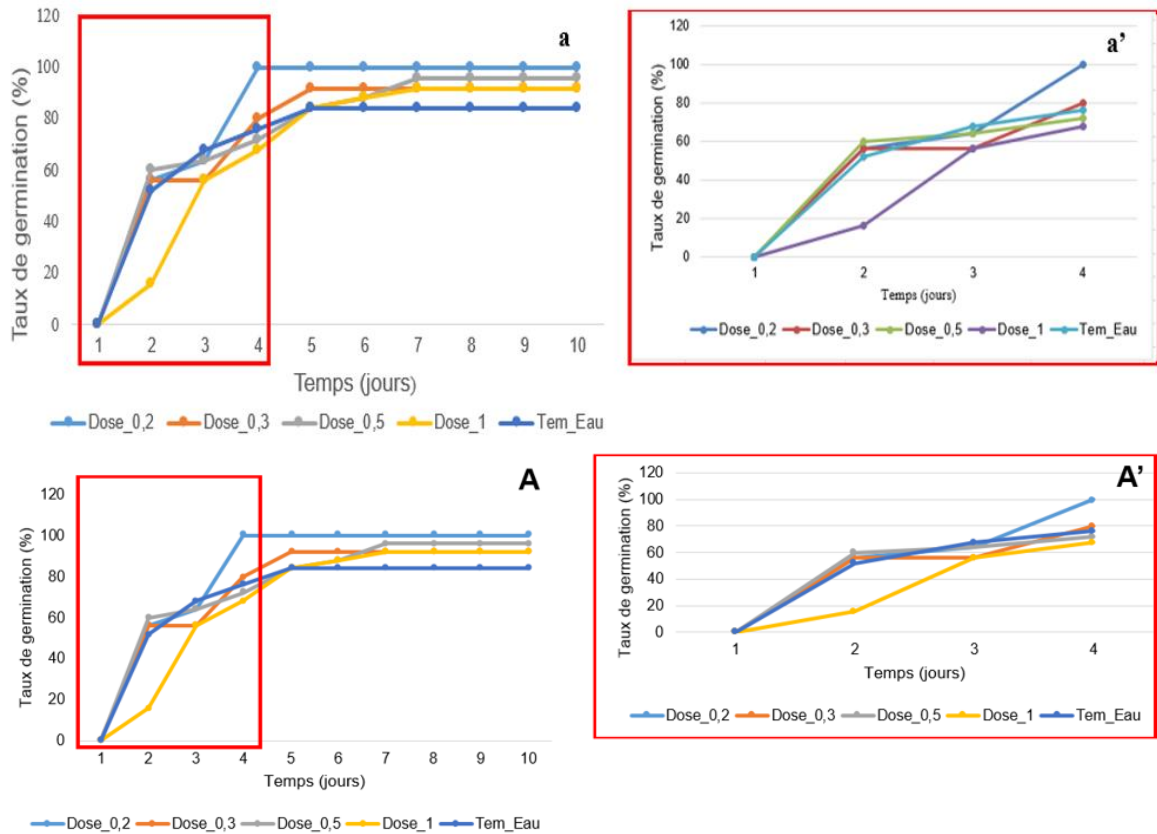 a
Taux de germination (%)
120
100
80
60
40
20
0
1 2 3 4 5 6 7 8 9 10
Temps (jours)
Dose_0,2 Dose_0,3 Dose_0,5 Dose_1 Tem_Eau
a’
Taux de germination (%)
120
100
80
60
40
20
0
1 2 3 4
Temps (jours)
Dose_0,2 Dose_0,3 Dose_0,5 Dose_1 Tem_Eau
A
Taux de germination (%)
120
100
80
60
40
20
0
1 2 3 4 5 6 7 8 9 10
Temps (jours)
Dose_0,2 Dose_0,3 Dose_0,5 Dose_1 Tem_Eau
A’
Taux de germination (%)
120
100
80
60
40
20
0
1 2 3 4
Temps (jours)
Dose_0,2 Dose_0,3 Dose_0,5 Dose_1 Tem_Eau